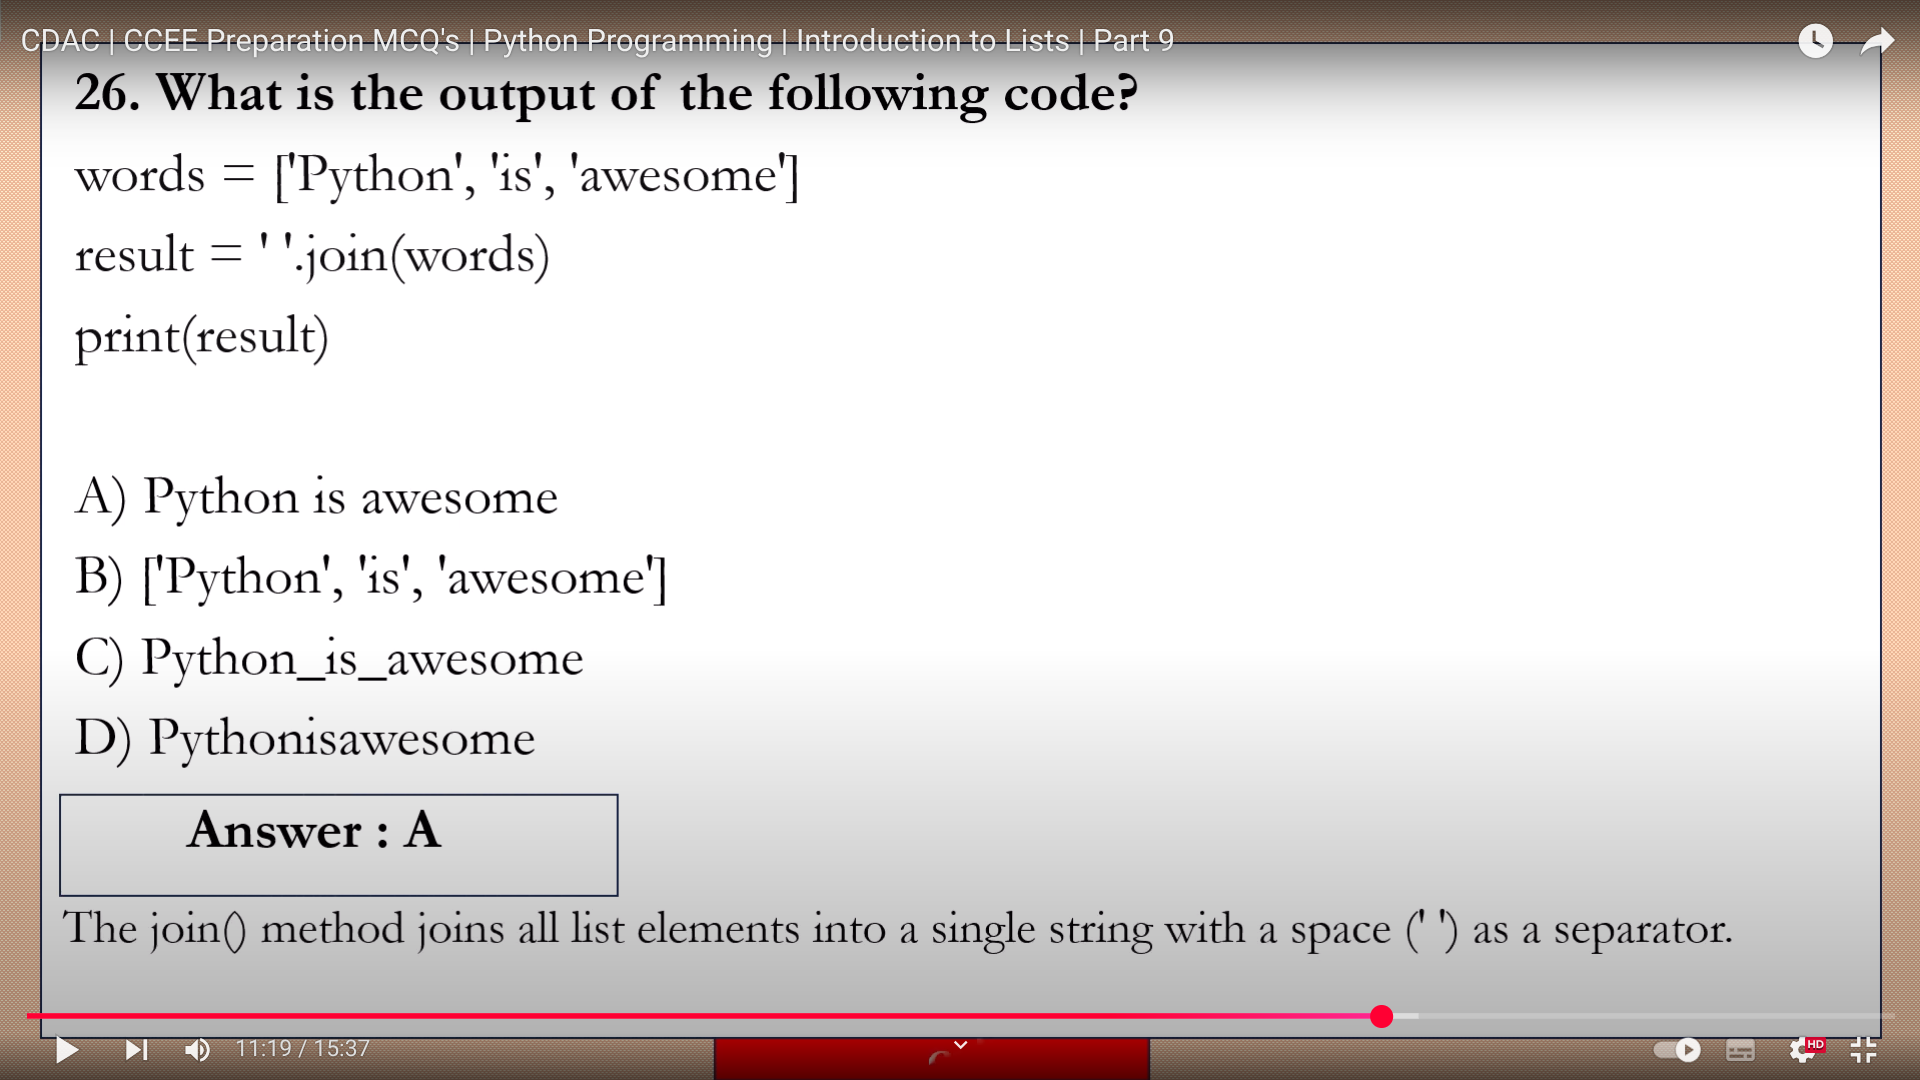 CDAC | CCEE Preparation MCQ's | Python Programming | Introduction to Lists | Part 9
26. What is the output of the following code?
words = ['Python', 'is', 'awesome']
result = ' '.join(words)
print(result)
A) Python is awesome
B) ['Python', 'is', 'awesome']
C) Python_is_awesome
D) Pythonisawesome
Answer : A
The join() method joins all list elements into a single string with a space (' ') as a separator.
11:19 / 15:37
HD